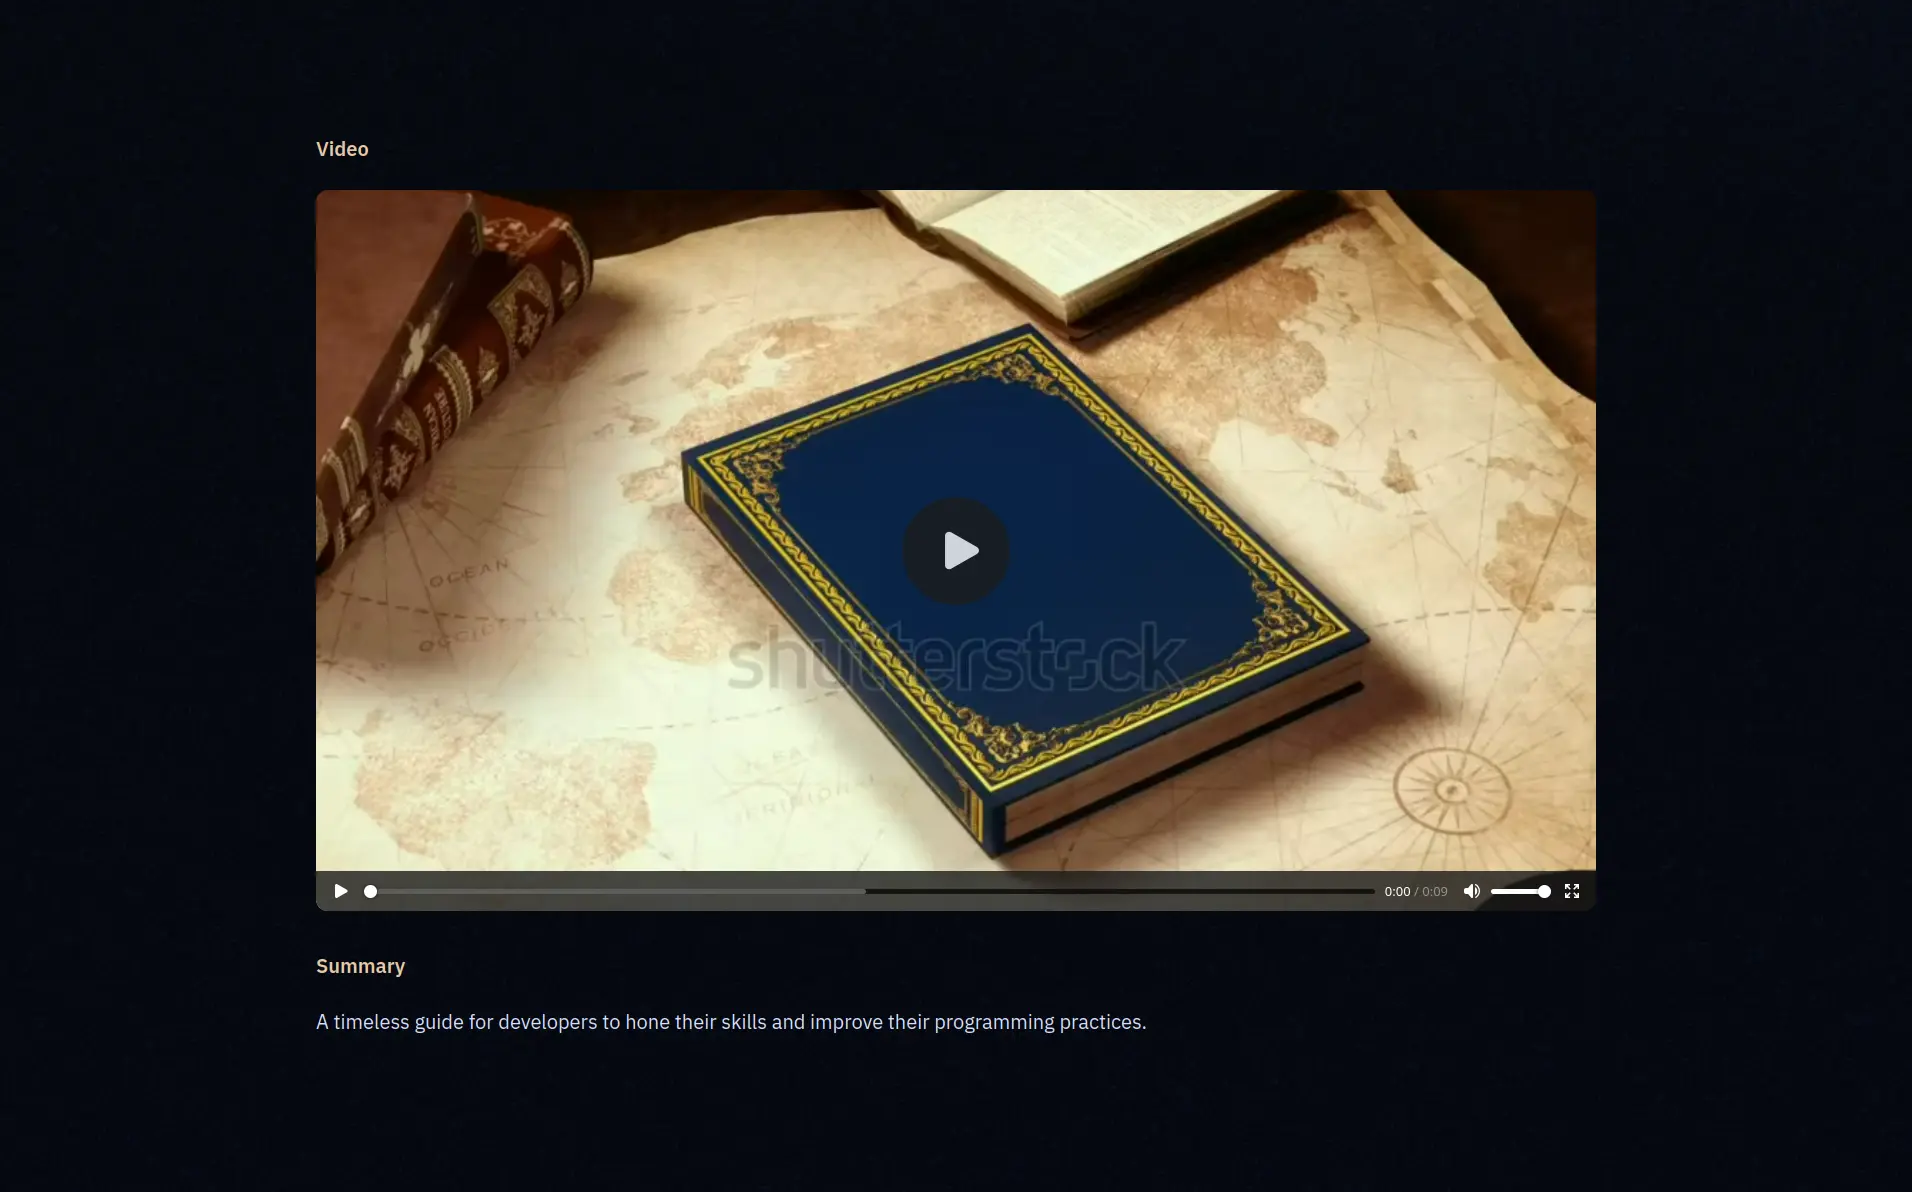 Video
OCEAN
shutterstock
0:00 / 0:09
Summary
A timeless guide for developers to hone their skills and improve their programming practices.